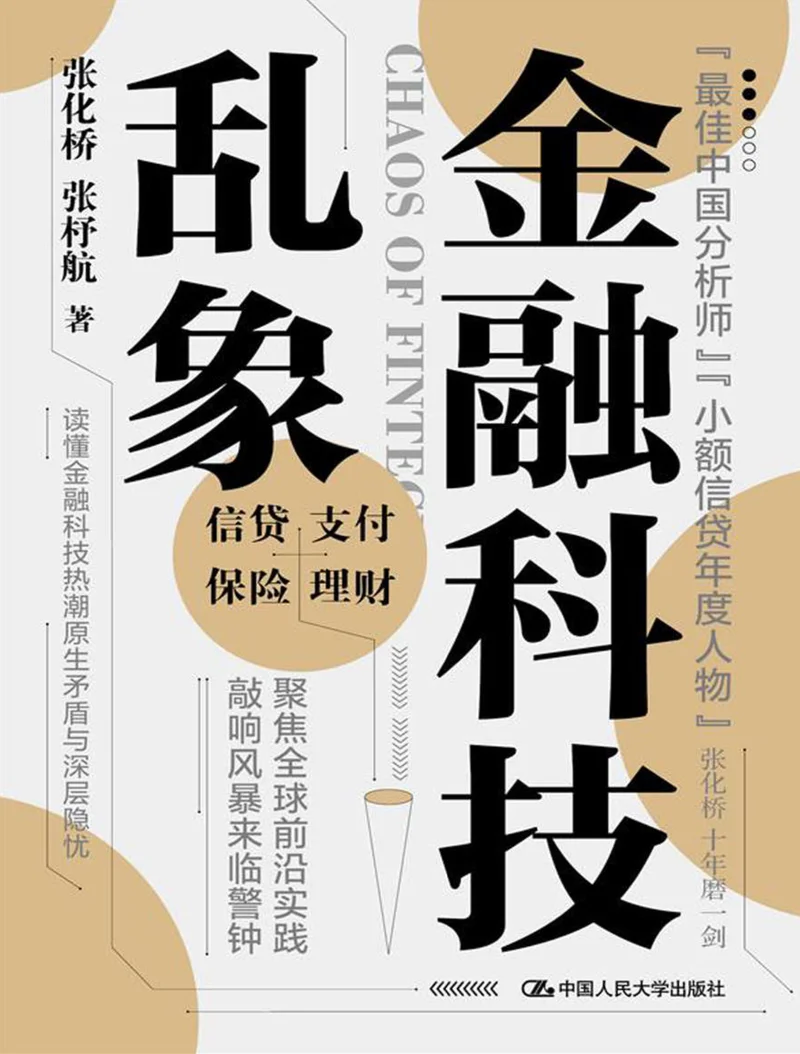 『最佳中国分析师』『小额信贷年度人物』
张化桥 十年磨一剑
金融科技
CHAOS OF FINTEC
乱象
张化桥 张杼航 著
信贷 支付
保险 理财
聚焦全球前沿实践
敲响风暴来临警钟
读懂金融科技热潮原生矛盾与深层隐忧
中国人民大学出版社